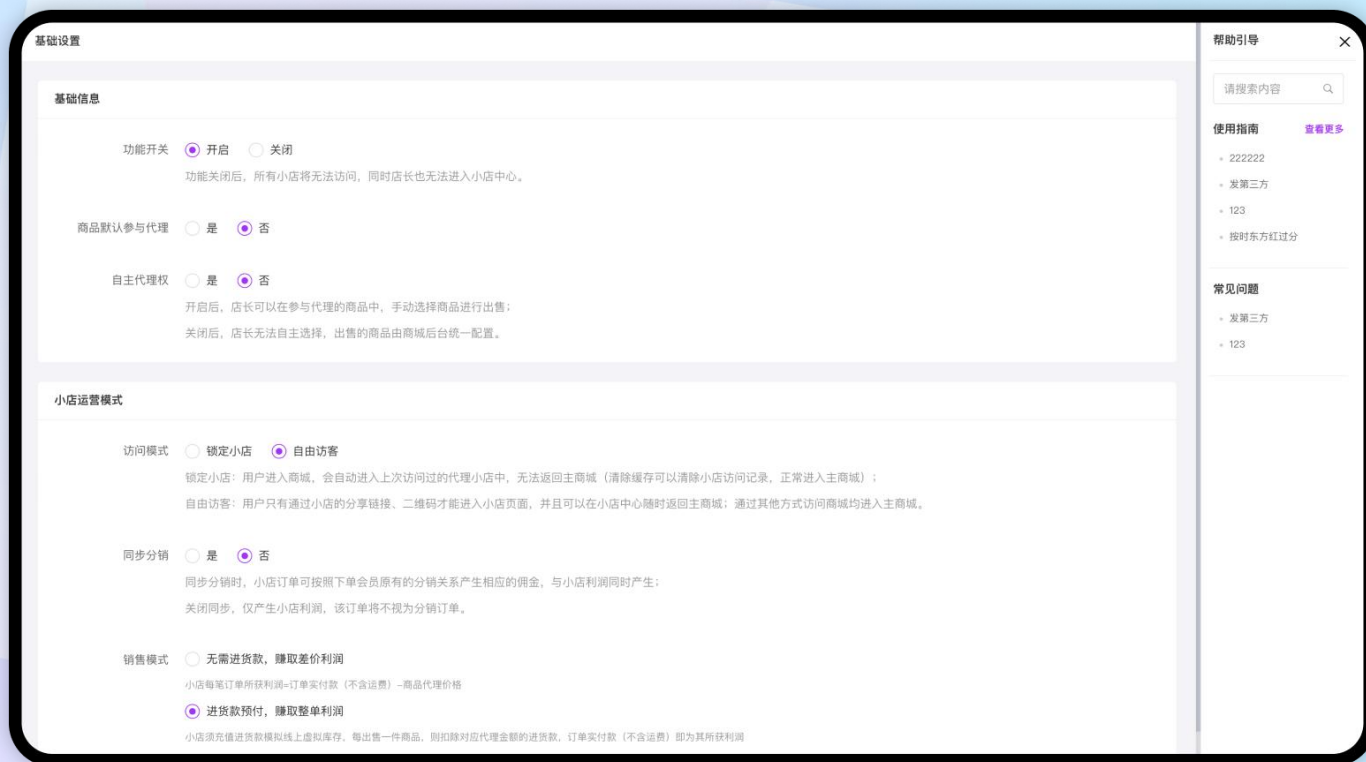 基础设置
基础信息
功能开关 开启 关闭
功能关闭后，所有小店将无法访问，同时店长也无法进入小店中心。
商品默认参与代理 是 否
自主代理权 是 否
开启后，店长可以在参与代理的商品中，手动选择商品进行出售；
关闭后，店长无法自主选择，出售的商品由商城后台统一配置。
小店运营模式
访问模式 锁定小店 自由访客
锁定小店：用户进入商城，会自动进入上次访问过的代理小店中，无法返回主商城（清除缓存可以清除小店访问记录，正常进入主商城）；
自由访客：用户只有通过小店的分享链接、二维码才能进入小店页面，并且可以在小店中心随时返回主商城；通过其他方式访问商城均进入主商城。
同步分销 是 否
同步分销时，小店订单可按照下单会员原有的分销关系产生相应的佣金，与小店利润同时产生；
关闭同步，仅产生小店利润，该订单将不视为分销订单。
销售模式 无需进货款，赚取差价利润
小店每笔订单所获利润=订单实付款（不含运费）-商品代理价格
进货款预付，赚取整单利润
小店须充值进货款模拟线上虚拟库存，每出售一件商品，则扣除对应代理金额的进货款，订单实付款（不含运费）即为其所获利润
帮助引导
请搜索内容
使用指南 查看更多
222222
发第三方
123
按时东方红过分
常见问题
发第三方
123